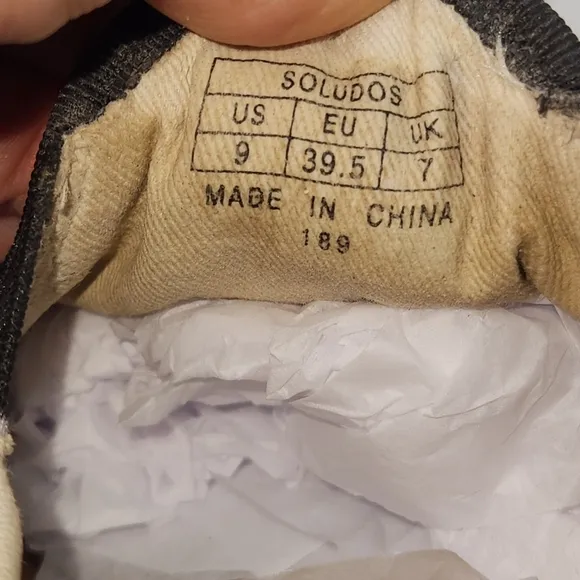 SOLUDOS
US EU UK
9 39.5 7
MADE IN CHINA
189